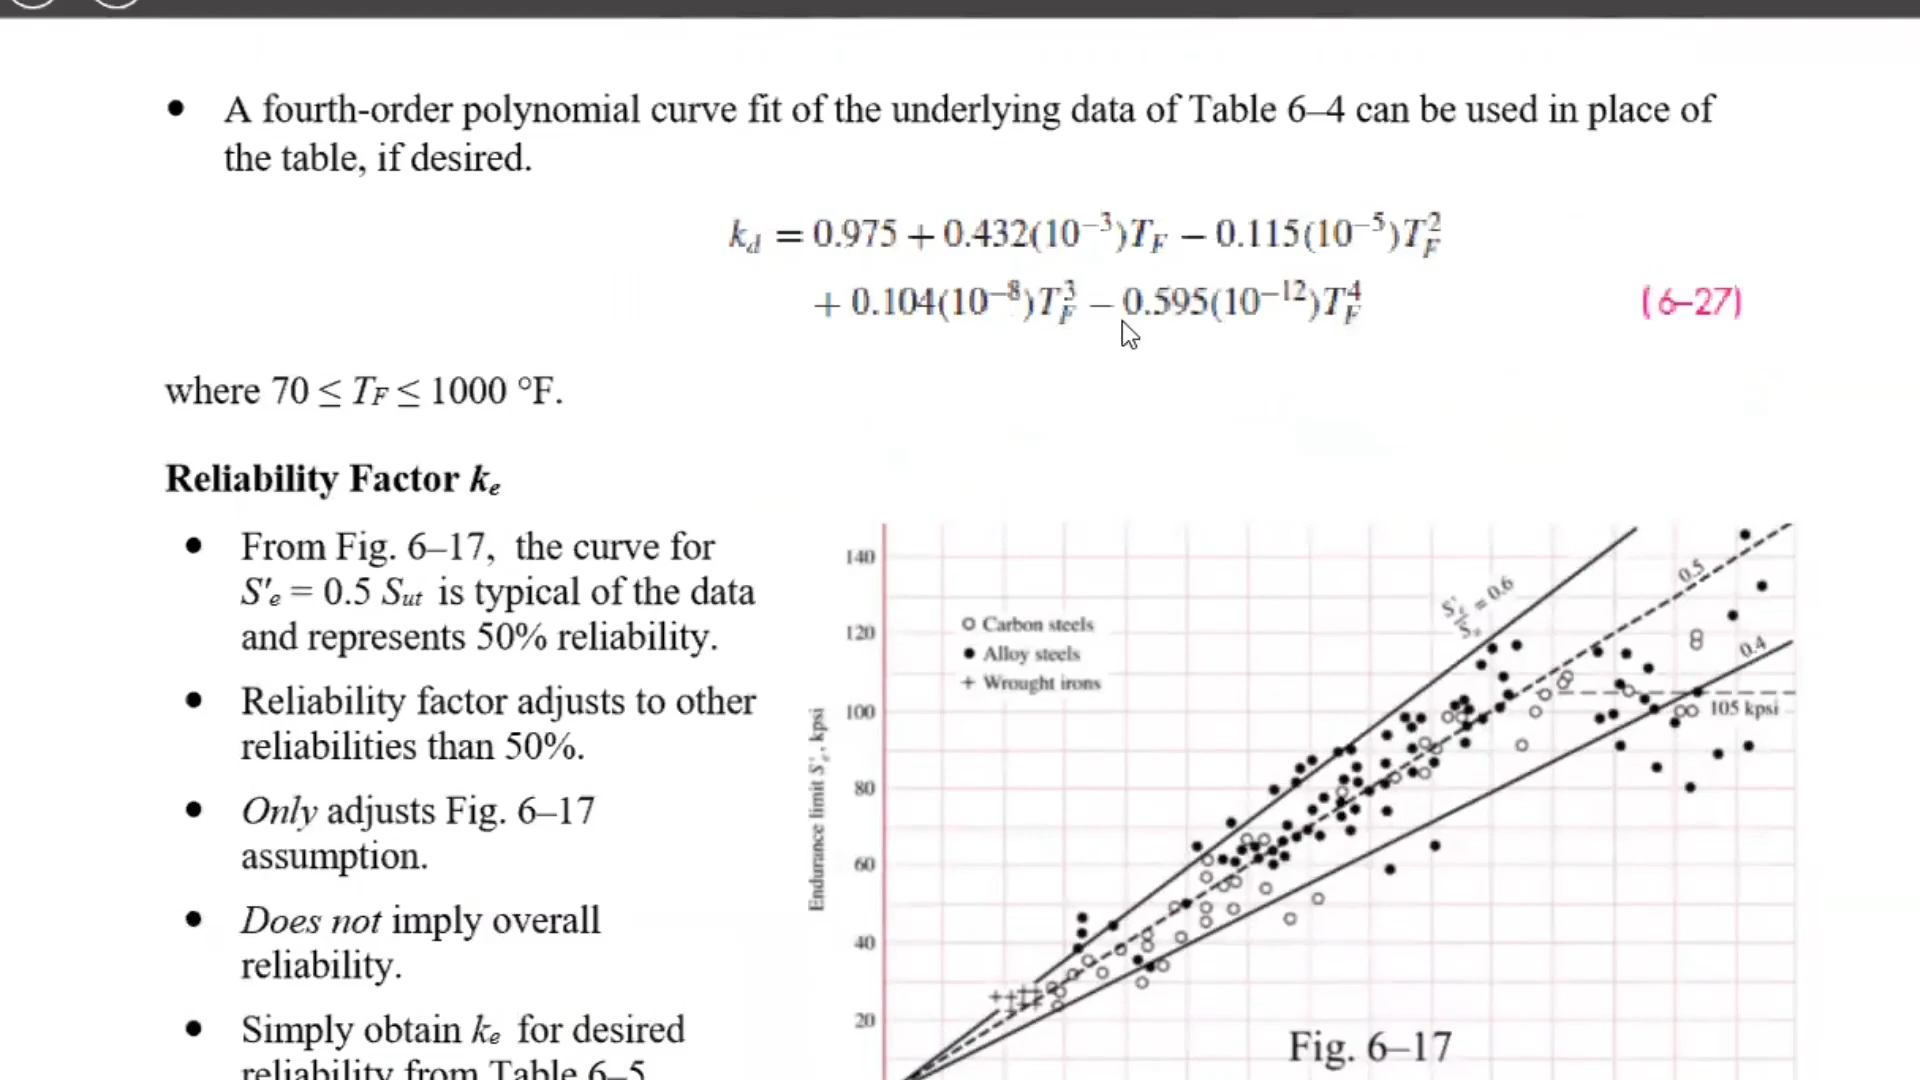 • A fourth-order polynomial curve fit of the underlying data of Table 6–4 can be used in place of
the table, if desired.
k_d = 0.975 + 0.432(10⁻³)T_F − 0.115(10⁻⁵)T_F²
+ 0.104(10⁻⁸)T_F³ − 0.595(10⁻¹²)T_F⁴
(6–27)
where 70 ≤ T_F ≤ 1000 °F.
Reliability Factor k_e
• From Fig. 6–17, the curve for
S′_e = 0.5 S_ut is typical of the data
and represents 50% reliability.
• Reliability factor adjusts to other
reliabilities than 50%.
• Only adjusts Fig. 6–17
assumption.
• Does not imply overall
reliability.
• Simply obtain k_e for desired
reliability from Table 6–5
Endurance limit S′_e, kpsi
140
120
100
80
60
40
20
Carbon steels
Alloy steels
Wrought irons
= 0.6
0.5
0.4
105 kpsi
Fig. 6–17